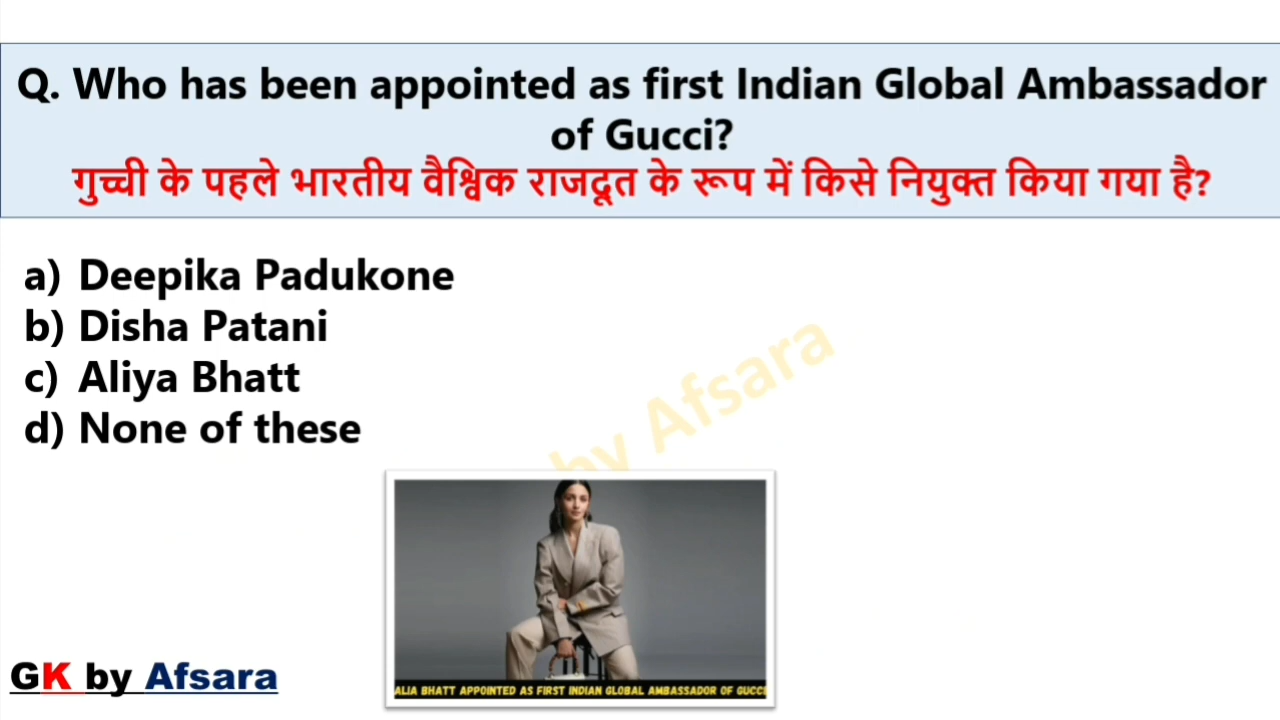 Q. Who has been appointed as first Indian Global Ambassador
of Gucci?
गुच्ची के पहले भारतीय वैश्विक राजदूत के रूप में किसे नियुक्त किया गया है?
a) Deepika Padukone
b) Disha Patani
c) Aliya Bhatt
d) None of these
by Afsara
ALIA BHATT APPOINTED AS FIRST INDIAN GLOBAL AMBASSADOR OF GUCCI
GK by Afsara